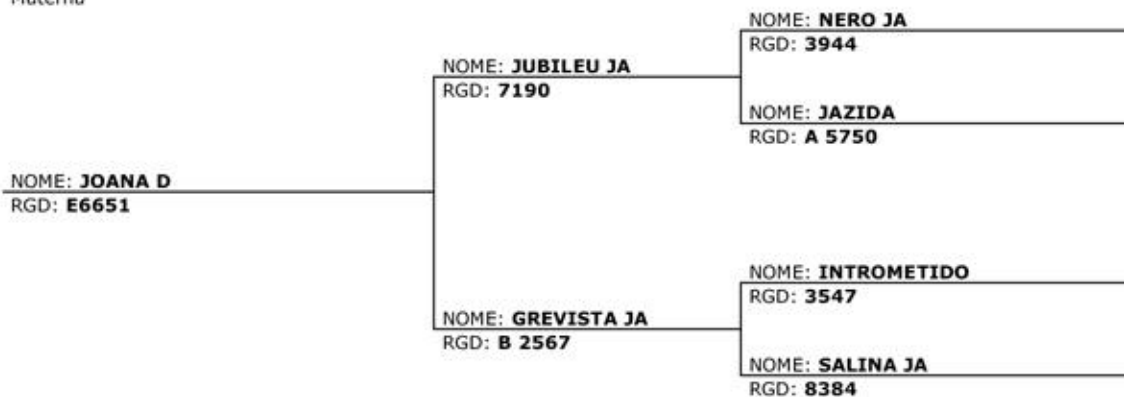 Materna
NOME: NERO JA
RGD: 3944
NOME: JUBILEU JA
RGD: 7190
NOME: JAZIDA
RGD: A 5750
NOME: JOANA D
RGD: E6651
NOME: INTROMETIDO
RGD: 3547
NOME: GREVISTA JA
RGD: B 2567
NOME: SALINA JA
RGD: 8384